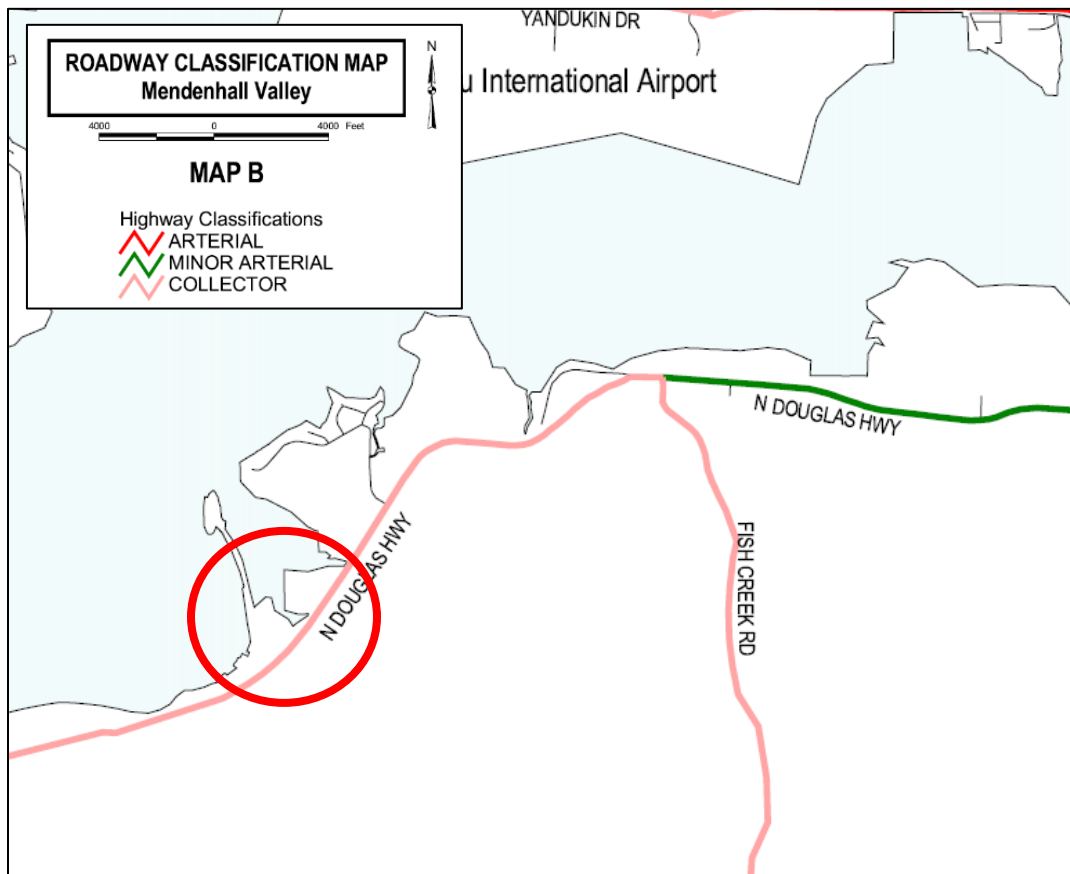 YANDUKIN DR
ROADWAY CLASSIFICATION MAP
Mendenhall Valley
N
4000 0 4000 Feet
MAP B
Highway Classifications
ARTERIAL
MINOR ARTERIAL
COLLECTOR
u International Airport
N DOUGLAS HWY
N DOUGLAS HWY
FISH CREEK RD